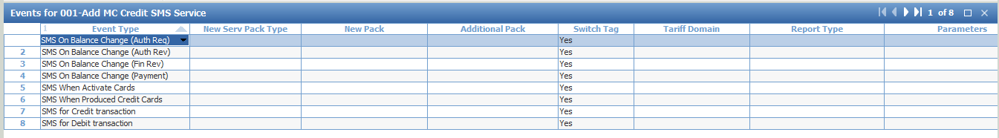 Events for 001-Add MC Credit SMS Service 1 of 8
1 Event Type New Serv Pack Type New Pack Additional Pack Switch Tag Tariff Domain Report Type Parameters
SMS On Balance Change (Auth Req) Yes
2 SMS On Balance Change (Auth Rev) Yes
3 SMS On Balance Change (Fin Rev) Yes
4 SMS On Balance Change (Payment) Yes
5 SMS When Activate Cards Yes
6 SMS When Produced Credit Cards Yes
7 SMS for Credit transaction Yes
8 SMS for Debit transaction Yes